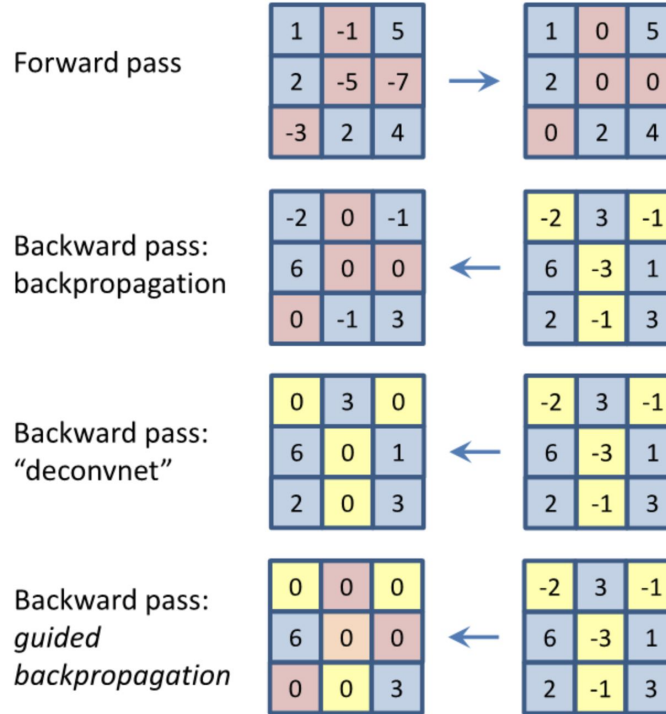 1 -1 5 1 0 5
Forward pass
2 -5 -7 2 0 0
-3 2 4 0 2 4
-2 0 -1 -2 3 -1
Backward pass:
6 0 0 6 -3 1
backpropagation
0 -1 3 2 -1 3
0 3 0 -2 3 -1
Backward pass:
6 0 1 6 -3 1
“deconvnet”
2 0 3 2 -1 3
0 0 0 -2 3 -1
Backward pass:
6 0 0 6 -3 1
guided
backpropagation
0 0 3 2 -1 3